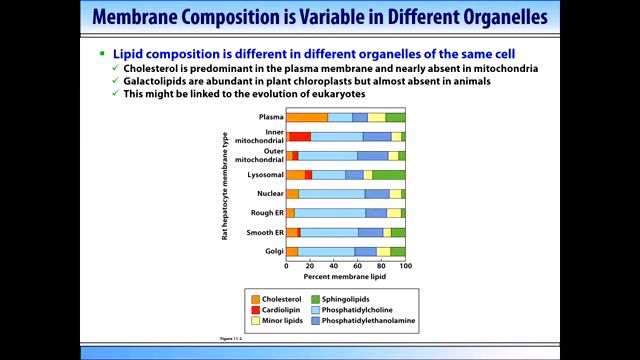 Membrane Composition is Variable in Different Organelles
Lipid composition is different in different organelles of the same cell
Cholesterol is predominant in the plasma membrane and nearly absent in mitochondria
Galactolipids are abundant in plant chloroplasts but almost absent in animals
This might be linked to the evolution of eukaryotes
Rat hepatocyte membrane type
Plasma
Inner
mitochondrial
Outer
mitochondrial
Lysosomal
Nuclear
Rough ER
Smooth ER
Golgi
0 20 40 60 80 100
Percent membrane lipid
Cholesterol Sphingolipids
Cardiolipin Phosphatidylcholine
Minor lipids Phosphatidylethanolamine
Figure 11-2